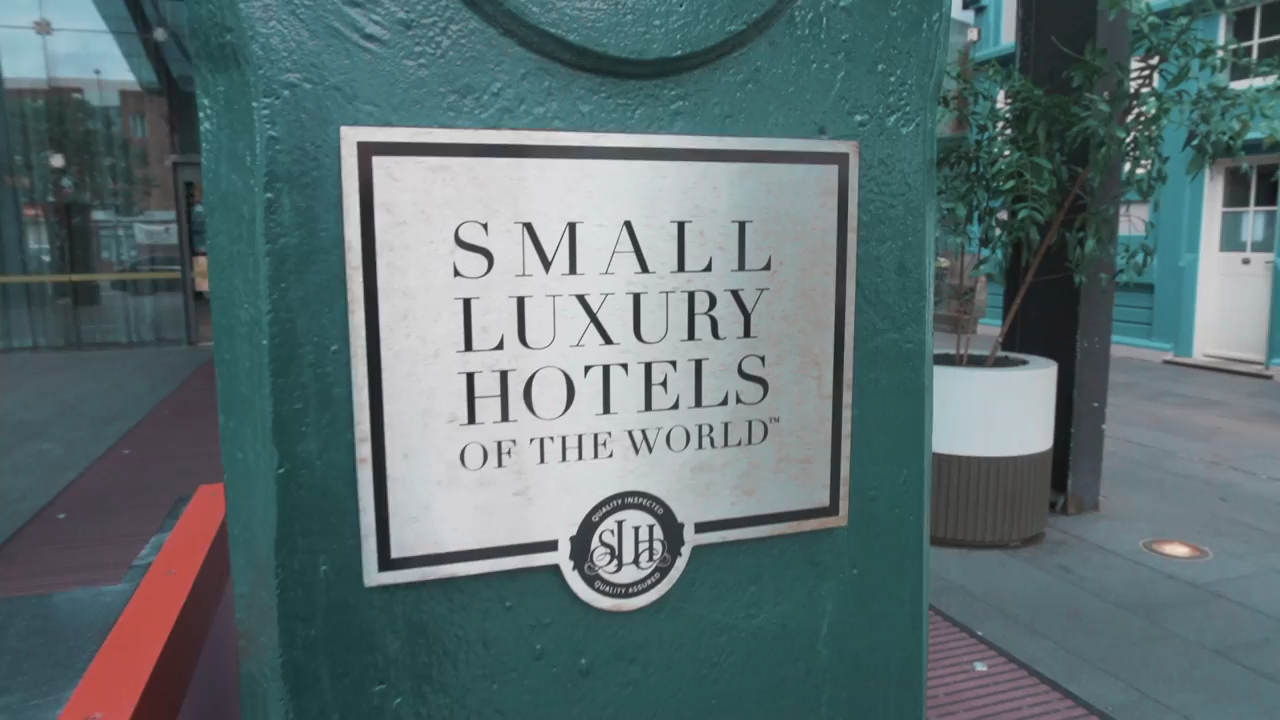 SMALL
LUXURY
HOTELS
OF THE WORLD™
QUALITY INSPECTED
SLH
QUALITY ASSURED